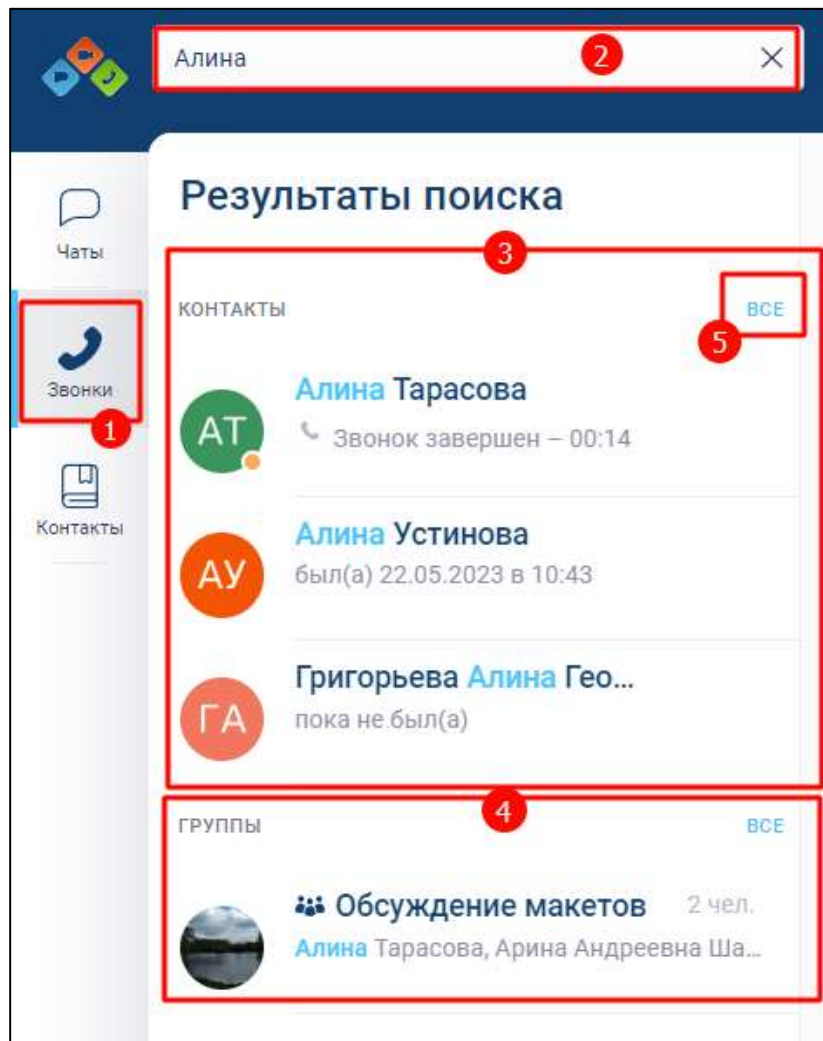 Алина
2
Чаты
Звонки
1
Контакты
Результаты поиска
3
КОНТАКТЫ
ВСЕ
5
АТ
Алина Тарасова
Звонок завершен – 00:14
АУ
Алина Устинова
был(а) 22.05.2023 в 10:43
ГА
Григорьева Алина Гео...
пока не был(а)
4
ГРУППЫ
ВСЕ
Обсуждение макетов 2 чел.
Алина Тарасова, Арина Андреевна Ша...